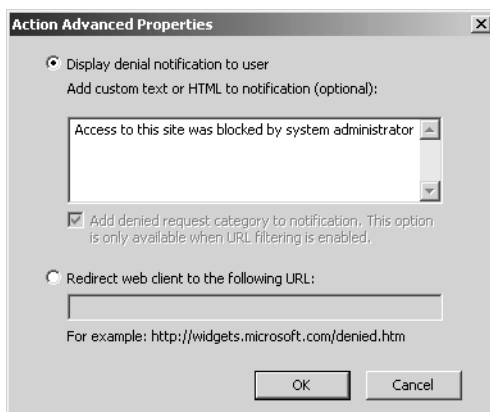 Action Advanced Properties
Display denial notification to user
Add custom text or HTML to notification (optional):
Access to this site was blocked by system administrator
Add denied request category to notification. This option
is only available when URL filtering is enabled.
Redirect web client to the following URL:
For example: http://widgets.microsoft.com/denied.htm
OK
Cancel